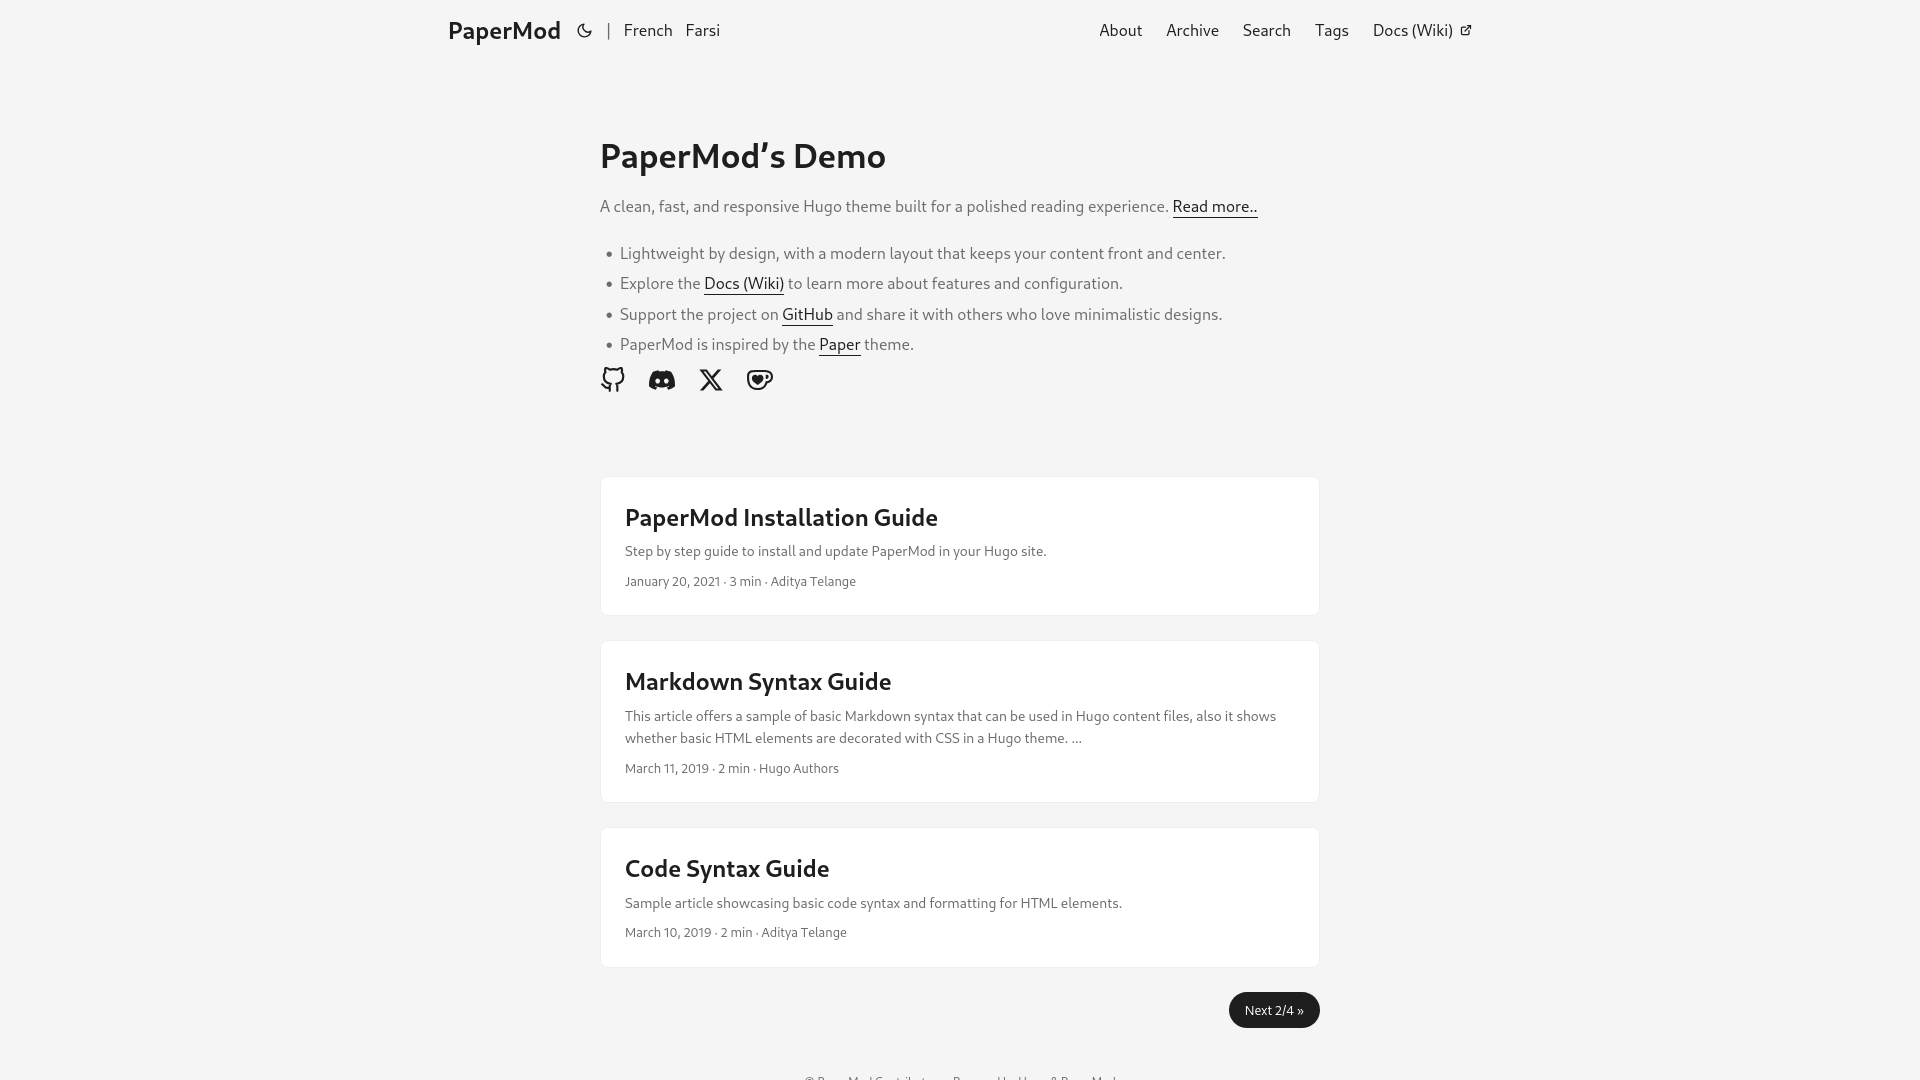 PaperMod | French Farsi About Archive Search Tags Docs (Wiki)
PaperMod's Demo
A clean, fast, and responsive Hugo theme built for a polished reading experience. Read more..
• Lightweight by design, with a modern layout that keeps your content front and center.
• Explore the Docs (Wiki) to learn more about features and configuration.
• Support the project on GitHub and share it with others who love minimalistic designs.
• PaperMod is inspired by the Paper theme.
PaperMod Installation Guide
Step by step guide to install and update PaperMod in your Hugo site.
January 20, 2021 · 3 min · Aditya Telange
Markdown Syntax Guide
This article offers a sample of basic Markdown syntax that can be used in Hugo content files, also it shows
whether basic HTML elements are decorated with CSS in a Hugo theme. ...
March 11, 2019 · 2 min · Hugo Authors
Code Syntax Guide
Sample article showcasing basic code syntax and formatting for HTML elements.
March 10, 2019 · 2 min · Aditya Telange
Next 2/4 »